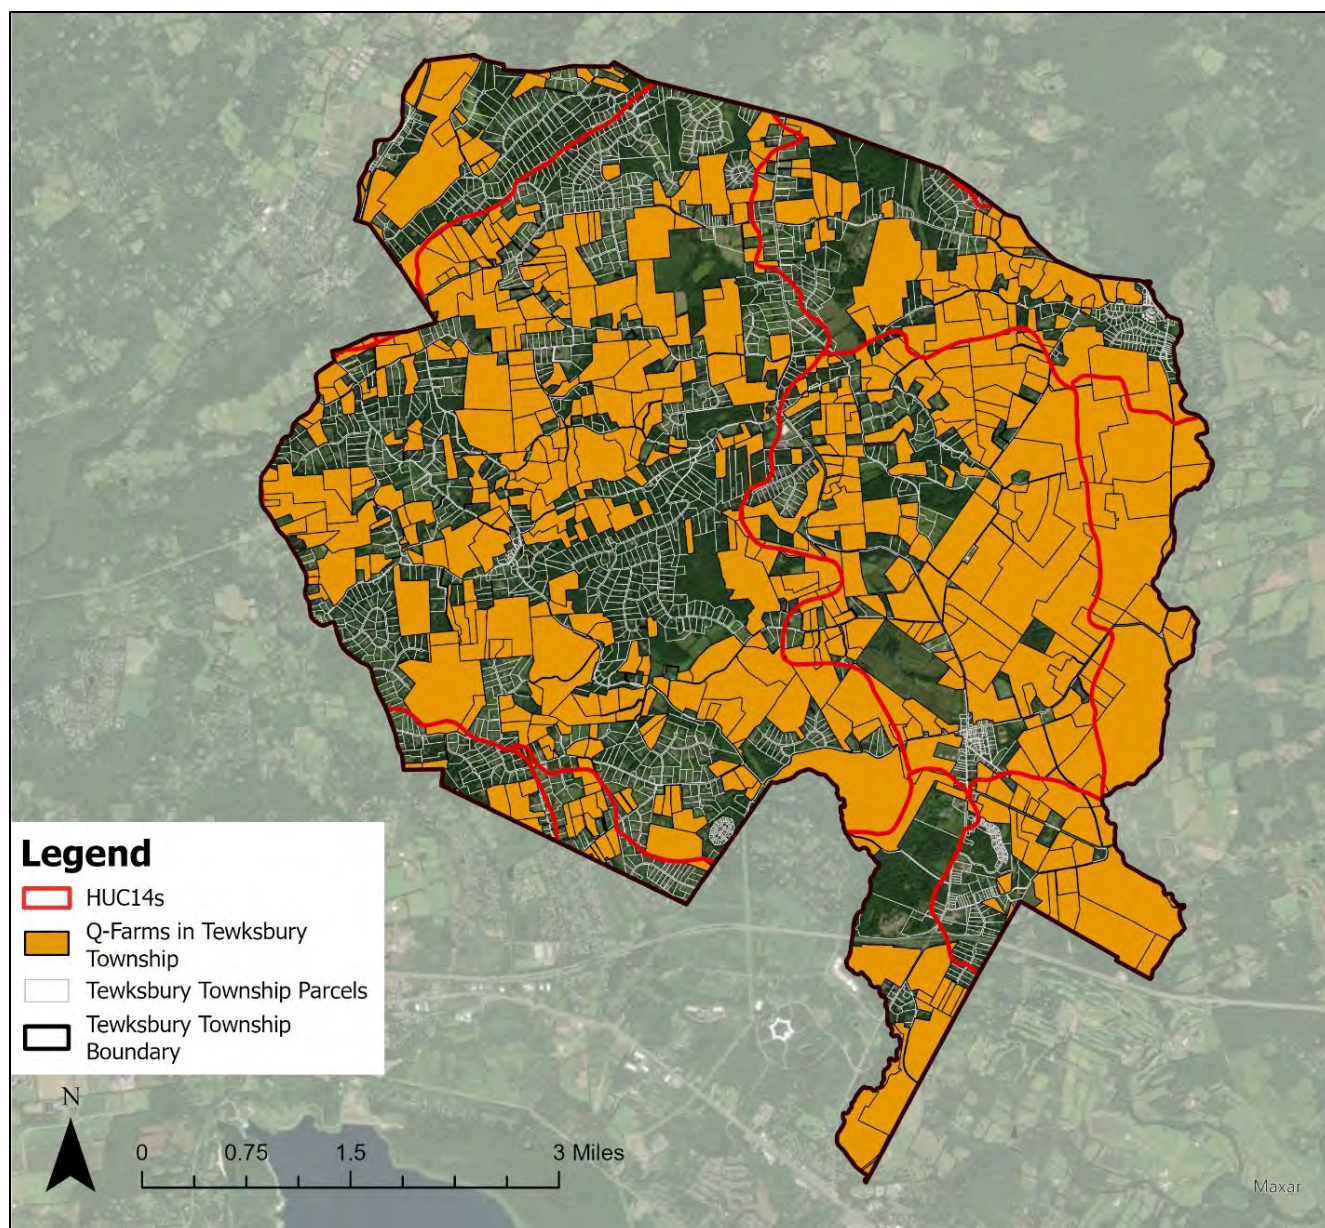 Legend
HUC14s
Q-Farms in Tewksbury
Township
Tewksbury Township Parcels
Tewksbury Township
Boundary
N
0 0.75 1.5 3 Miles
Maxar